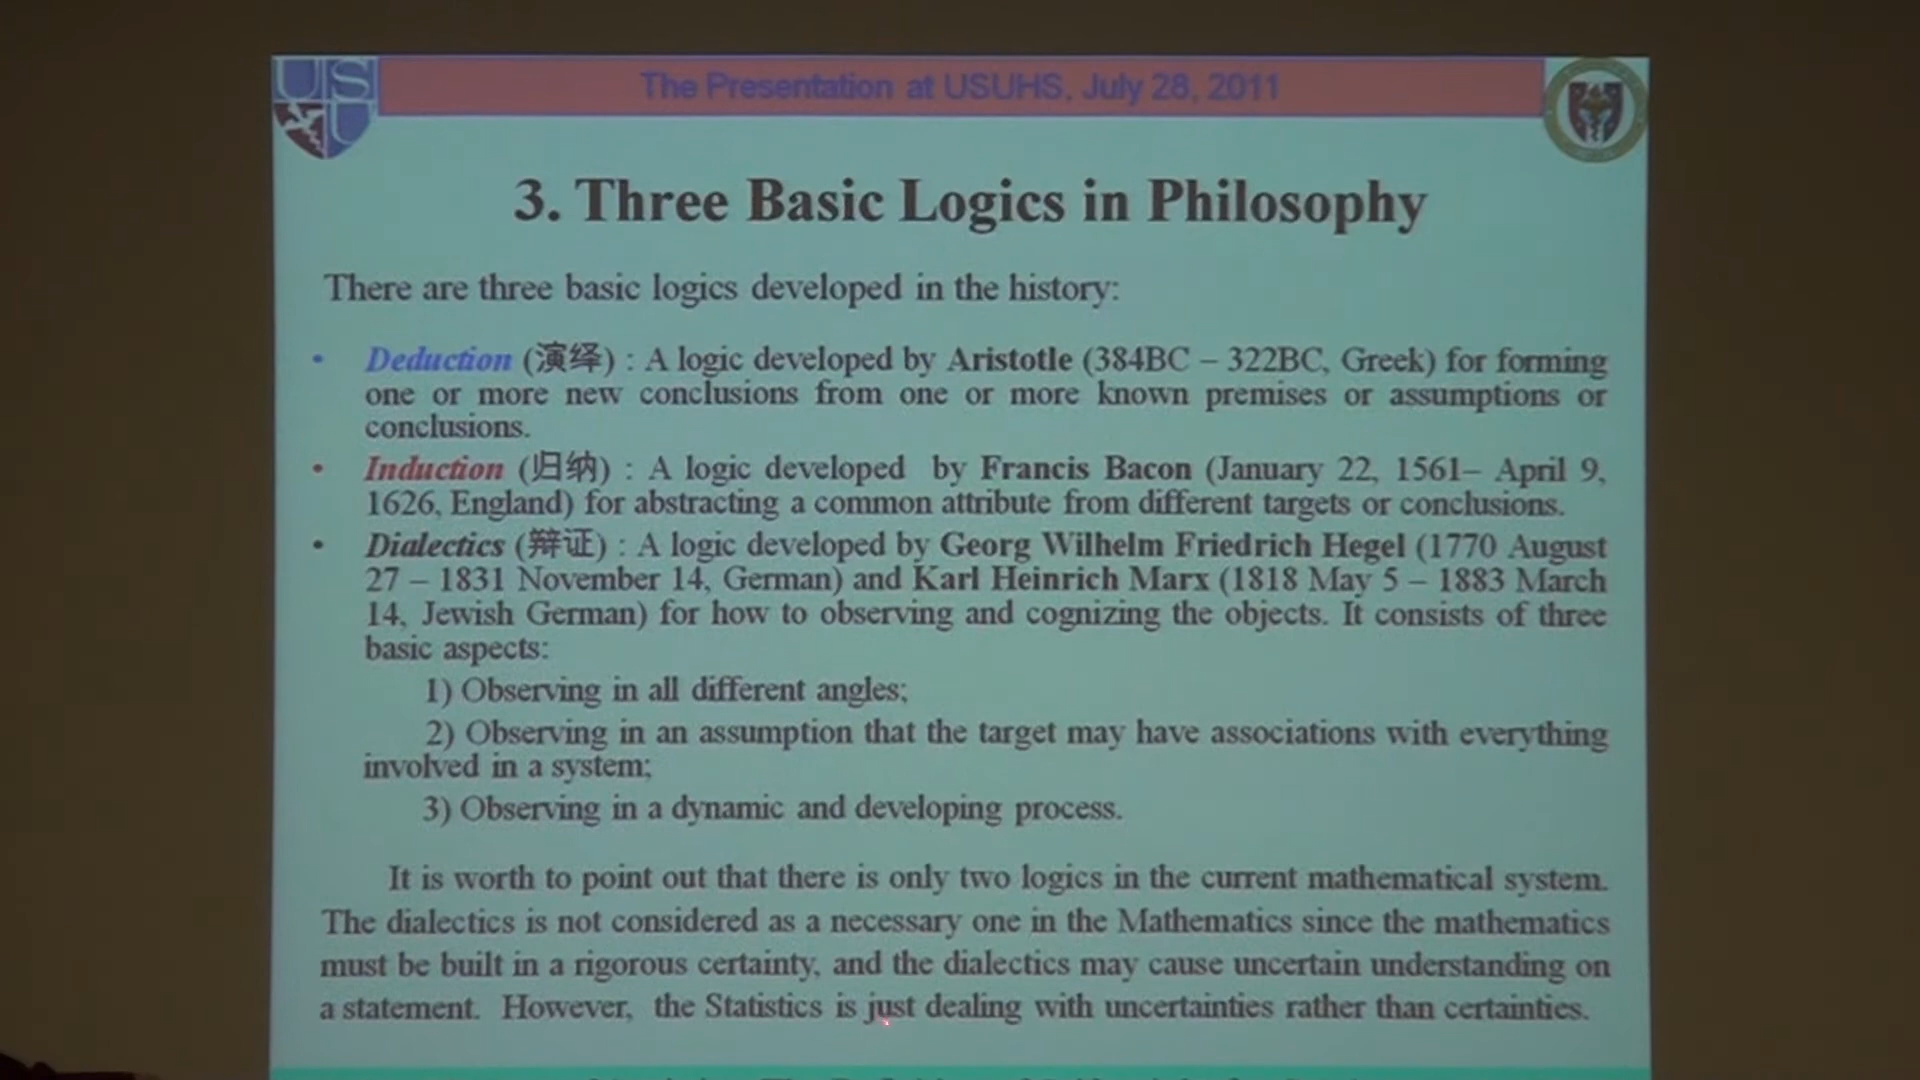 USU
The Presentation at USUHS, July 28, 2011
3. Three Basic Logics in Philosophy
There are three basic logics developed in the history:
• Deduction (演绎) : A logic developed by Aristotle (384BC – 322BC, Greek) for forming
one or more new conclusions from one or more known premises or assumptions or
conclusions.
• Induction (归纳) : A logic developed by Francis Bacon (January 22, 1561– April 9,
1626, England) for abstracting a common attribute from different targets or conclusions.
• Dialectics (辩证) : A logic developed by Georg Wilhelm Friedrich Hegel (1770 August
27 – 1831 November 14, German) and Karl Heinrich Marx (1818 May 5 – 1883 March
14, Jewish German) for how to observing and cognizing the objects. It consists of three
basic aspects:
1) Observing in all different angles;
2) Observing in an assumption that the target may have associations with everything
involved in a system;
3) Observing in a dynamic and developing process.
It is worth to point out that there is only two logics in the current mathematical system.
The dialectics is not considered as a necessary one in the Mathematics since the mathematics
must be built in a rigorous certainty, and the dialectics may cause uncertain understanding on
a statement. However, the Statistics is just dealing with uncertainties rather than certainties.